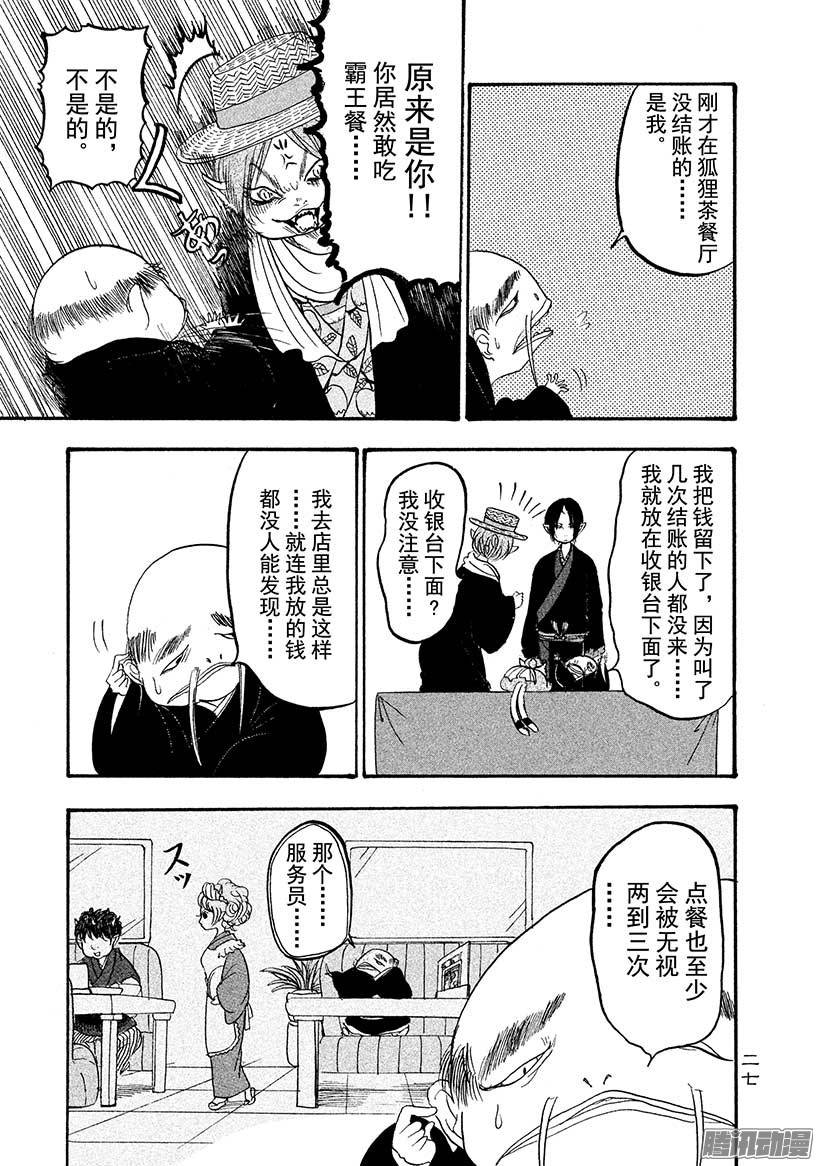 刚才在狐狸茶餐厅
没结账的……
是我。
原来是你!!
你居然敢吃
霸王餐……
不是的，
不是的。
我把钱留下了，因为叫了
几次结账的人都没来……
我就放在收银台下面了。
收银台下面？
我没注意
……
我去店里总是这样
……就连我放的钱
都没人能发现……
点餐也至少
会被无视
两到三次
……
那个……
服务员……
スッ
二七
腾讯动漫